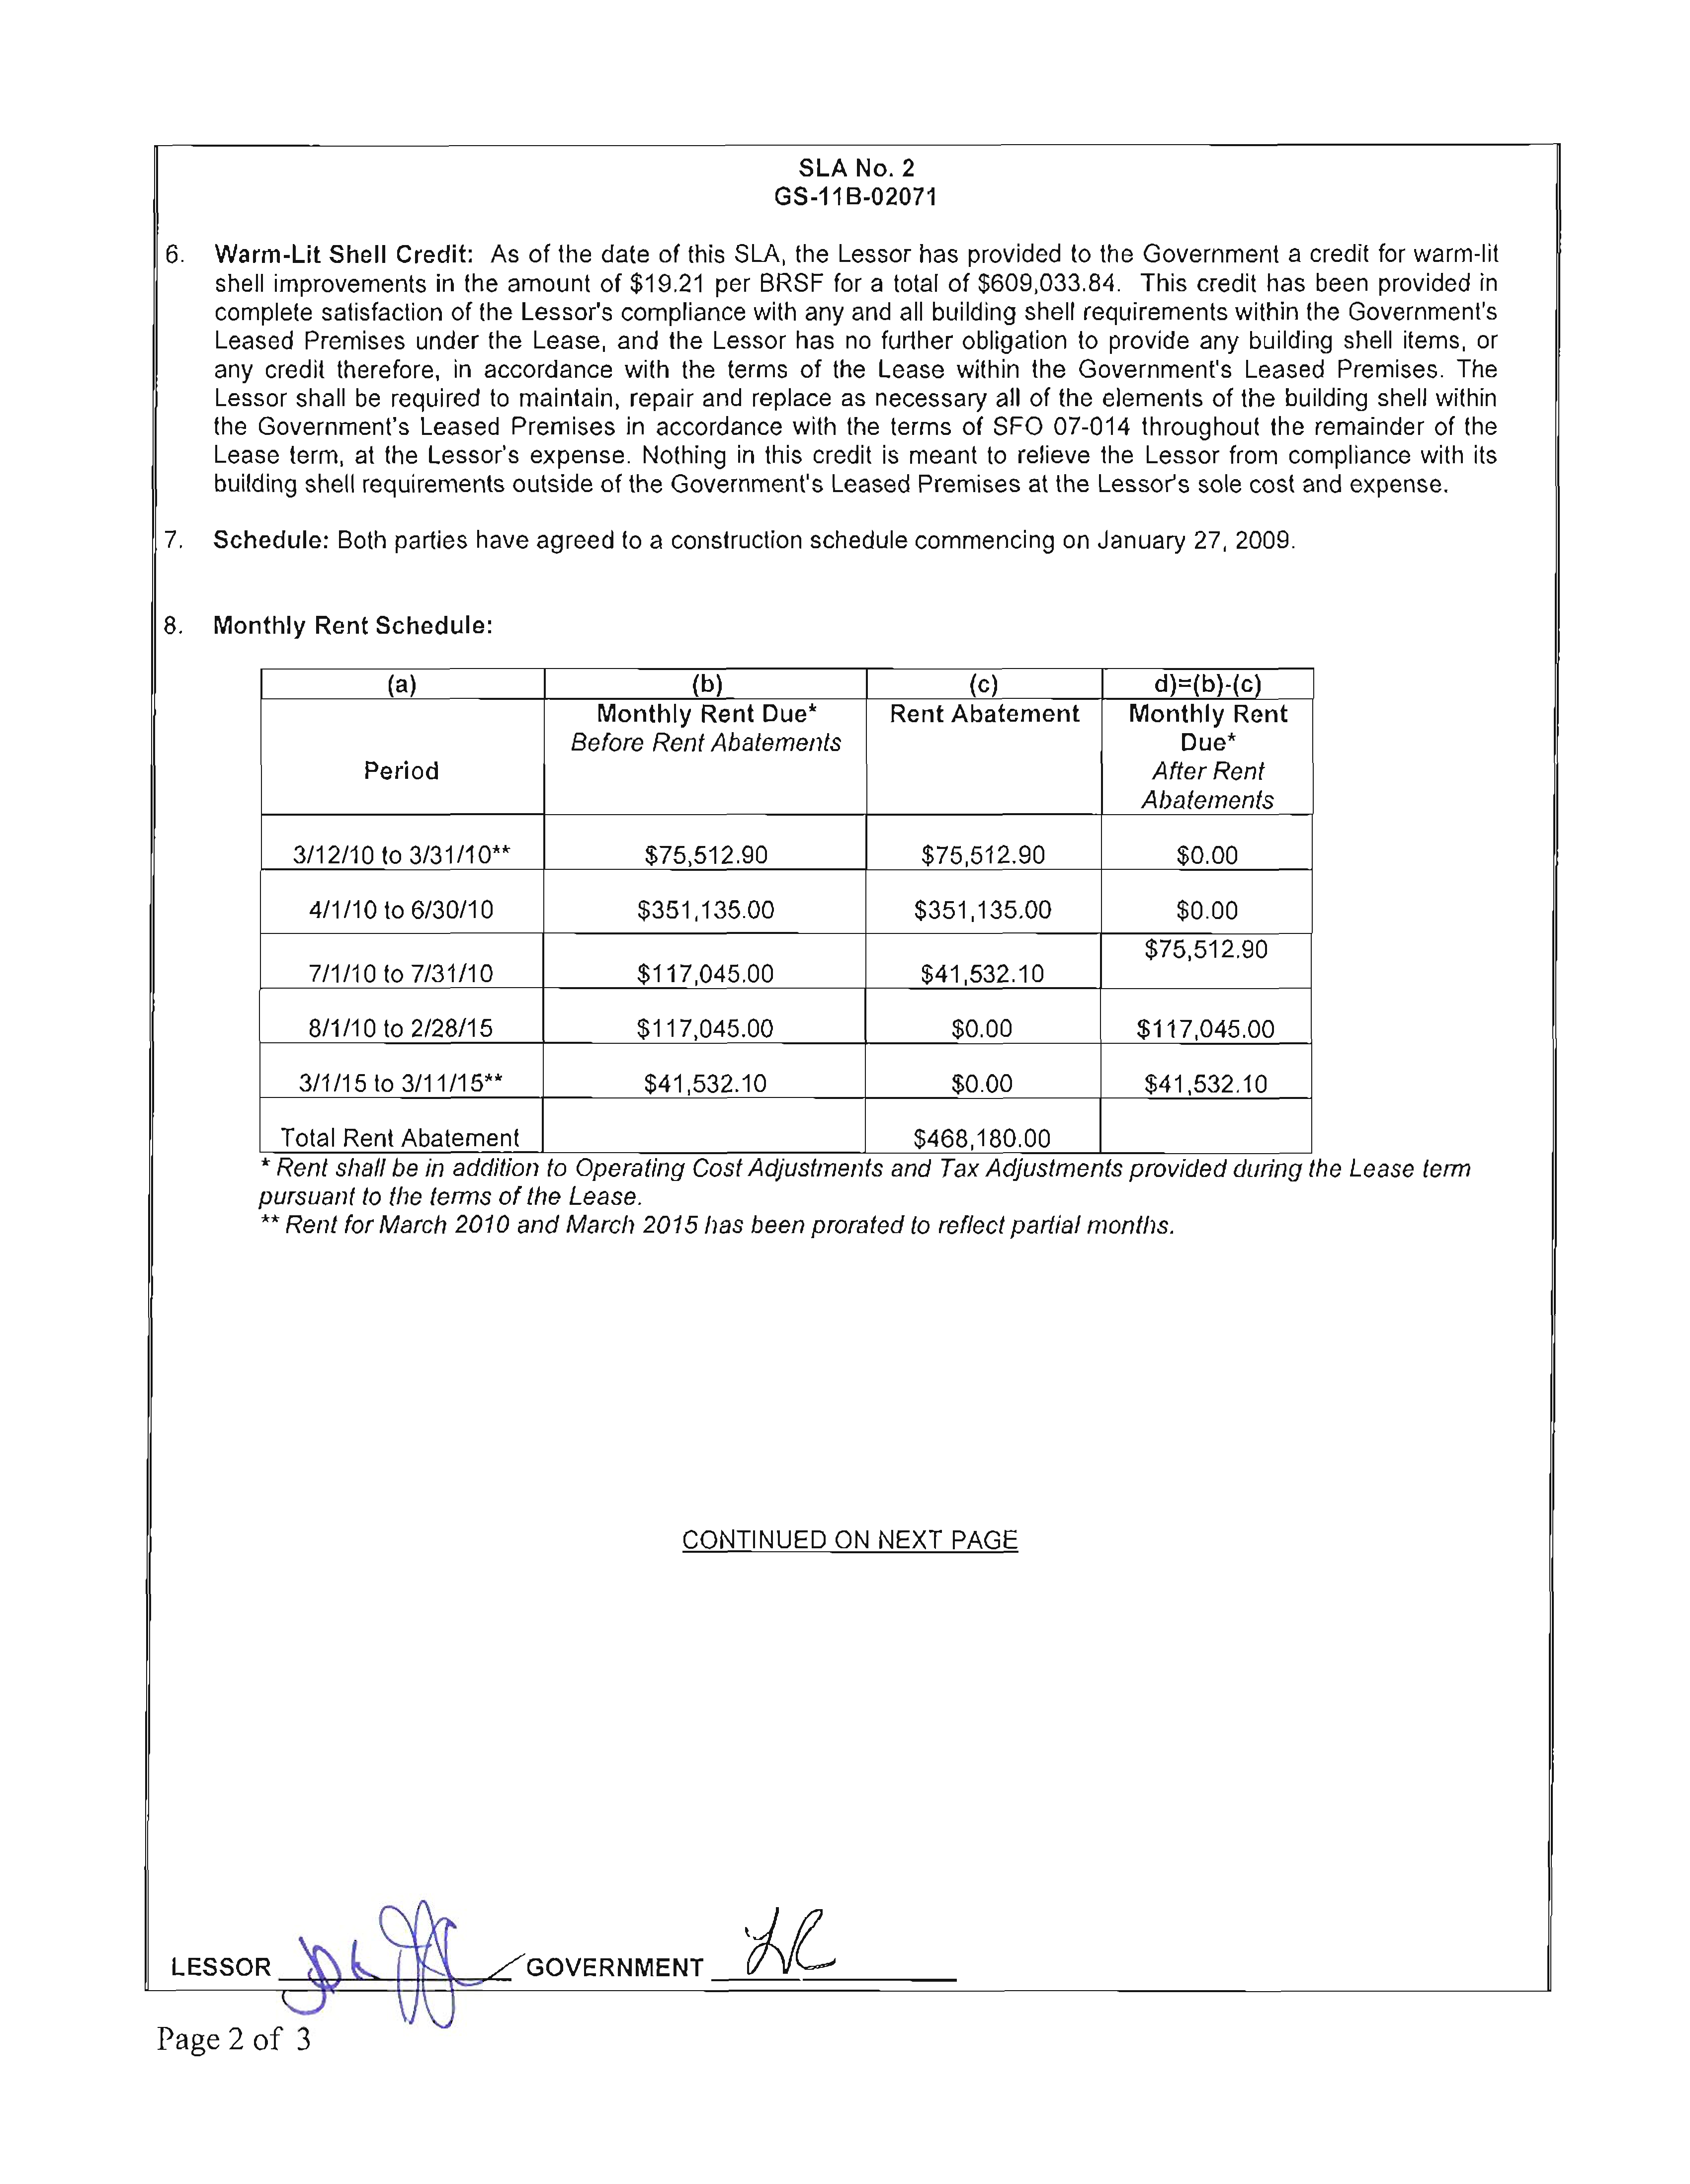 SLA No. 2
GS-11B-02071
6. Warm-Lit Shell Credit: As of the date of this SLA, the Lessor has provided to the Government a credit for warm-lit
shell improvements in the amount of $19.21 per BRSF for a total of $609,033.84. This credit has been provided in
complete satisfaction of the Lessor's compliance with any and all building shell requirements within the Government's
Leased Premises under the Lease, and the Lessor has no further obligation to provide any building shell items, or
any credit therefore, in accordance with the terms of the Lease within the Government's Leased Premises. The
Lessor shall be required to maintain, repair and replace as necessary all of the elements of the building shell within
the Government's Leased Premises in accordance with the terms of SFO 07-014 throughout the remainder of the
Lease term, at the Lessor's expense. Nothing in this credit is meant to relieve the Lessor from compliance with its
building shell requirements outside of the Government's Leased Premises at the Lessor's sole cost and expense.
7. Schedule: Both parties have agreed to a construction schedule commencing on January 27, 2009.
8. Monthly Rent Schedule:
(a) (b) (c) d)=(b)-(c)
Monthly Rent Due* Rent Abatement Monthly Rent
Before Rent Abatements Due*
Period After Rent
Abatements
3/12/10 to 3/31/10** $75,512.90 $75,512.90 $0.00
4/1/10 to 6/30/10 $351,135.00 $351,135.00 $0.00
7/1/10 to 7/31/10 $117,045.00 $41,532.10 $75,512.90
8/1/10 to 2/28/15 $117,045.00 $0.00 $117,045.00
3/1/15 to 3/11/15** $41,532.10 $0.00 $41,532.10
Total Rent Abatement $468,180.00
* Rent shall be in addition to Operating Cost Adjustments and Tax Adjustments provided during the Lease term
pursuant to the terms of the Lease.
** Rent for March 2010 and March 2015 has been prorated to reflect partial months.
CONTINUED ON NEXT PAGE
LESSOR GOVERNMENT
Page 2 of 3